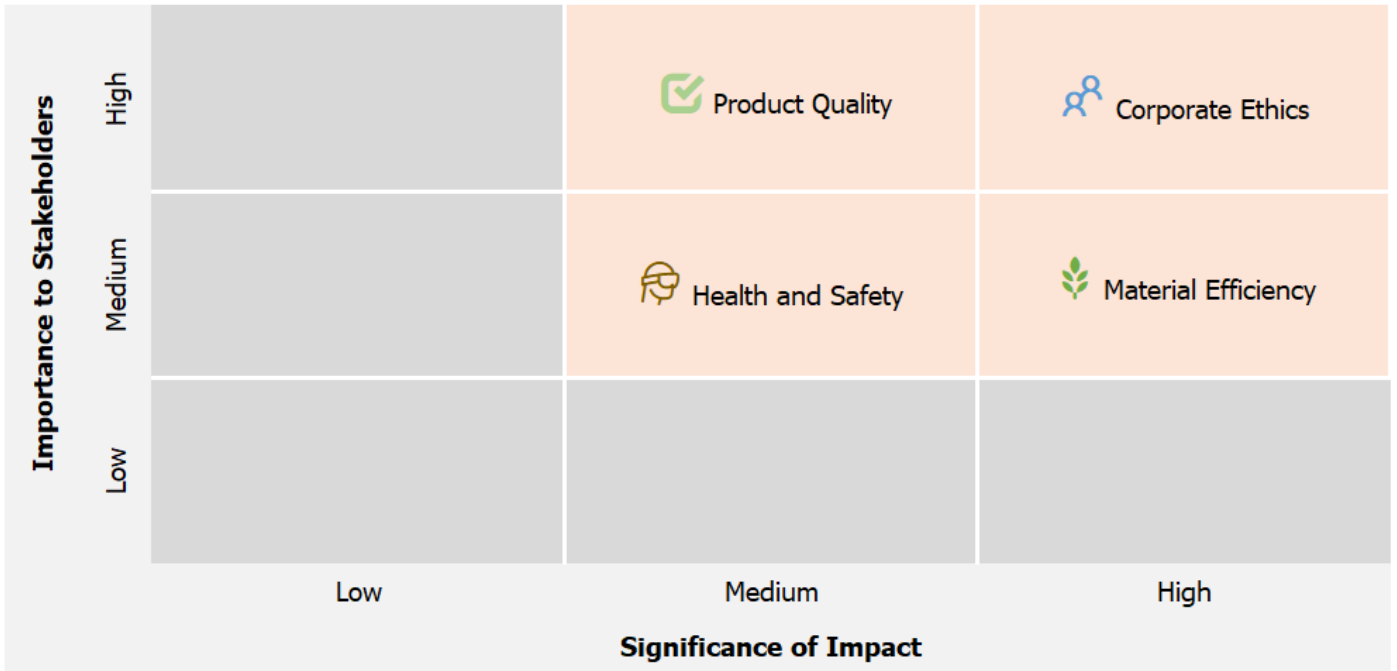 Importance to Stakeholders
High
Product Quality
Corporate Ethics
Medium
Health and Safety
Material Efficiency
Low
Low
Medium
High
Significance of Impact